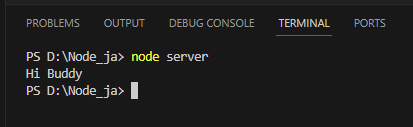 PROBLEMS OUTPUT DEBUG CONSOLE TERMINAL PORTS
PS D:\Node_ja> node server
Hi Buddy
PS D:\Node_ja>